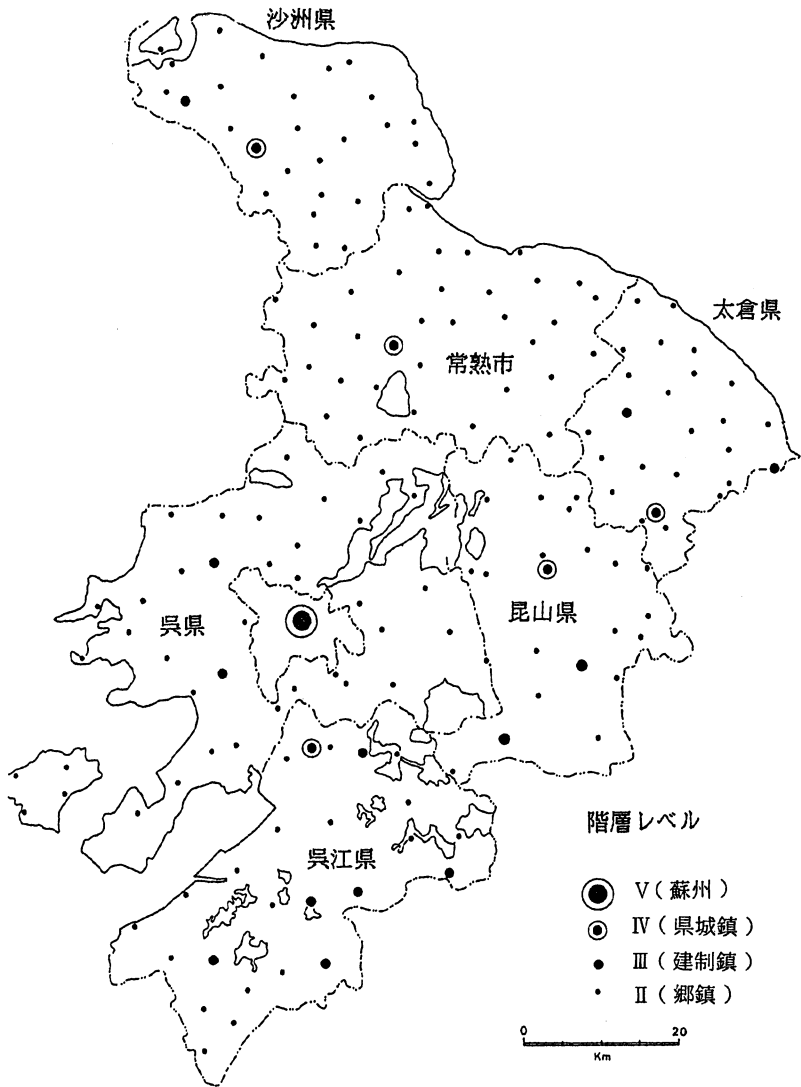 沙洲県
太倉県
常熟市
呉県
昆山県
呉江県
階層レベル
Ⅴ（蘇州）
Ⅳ（県城鎮）
Ⅲ（建制鎮）
Ⅱ（郷鎮）
0 20
Km